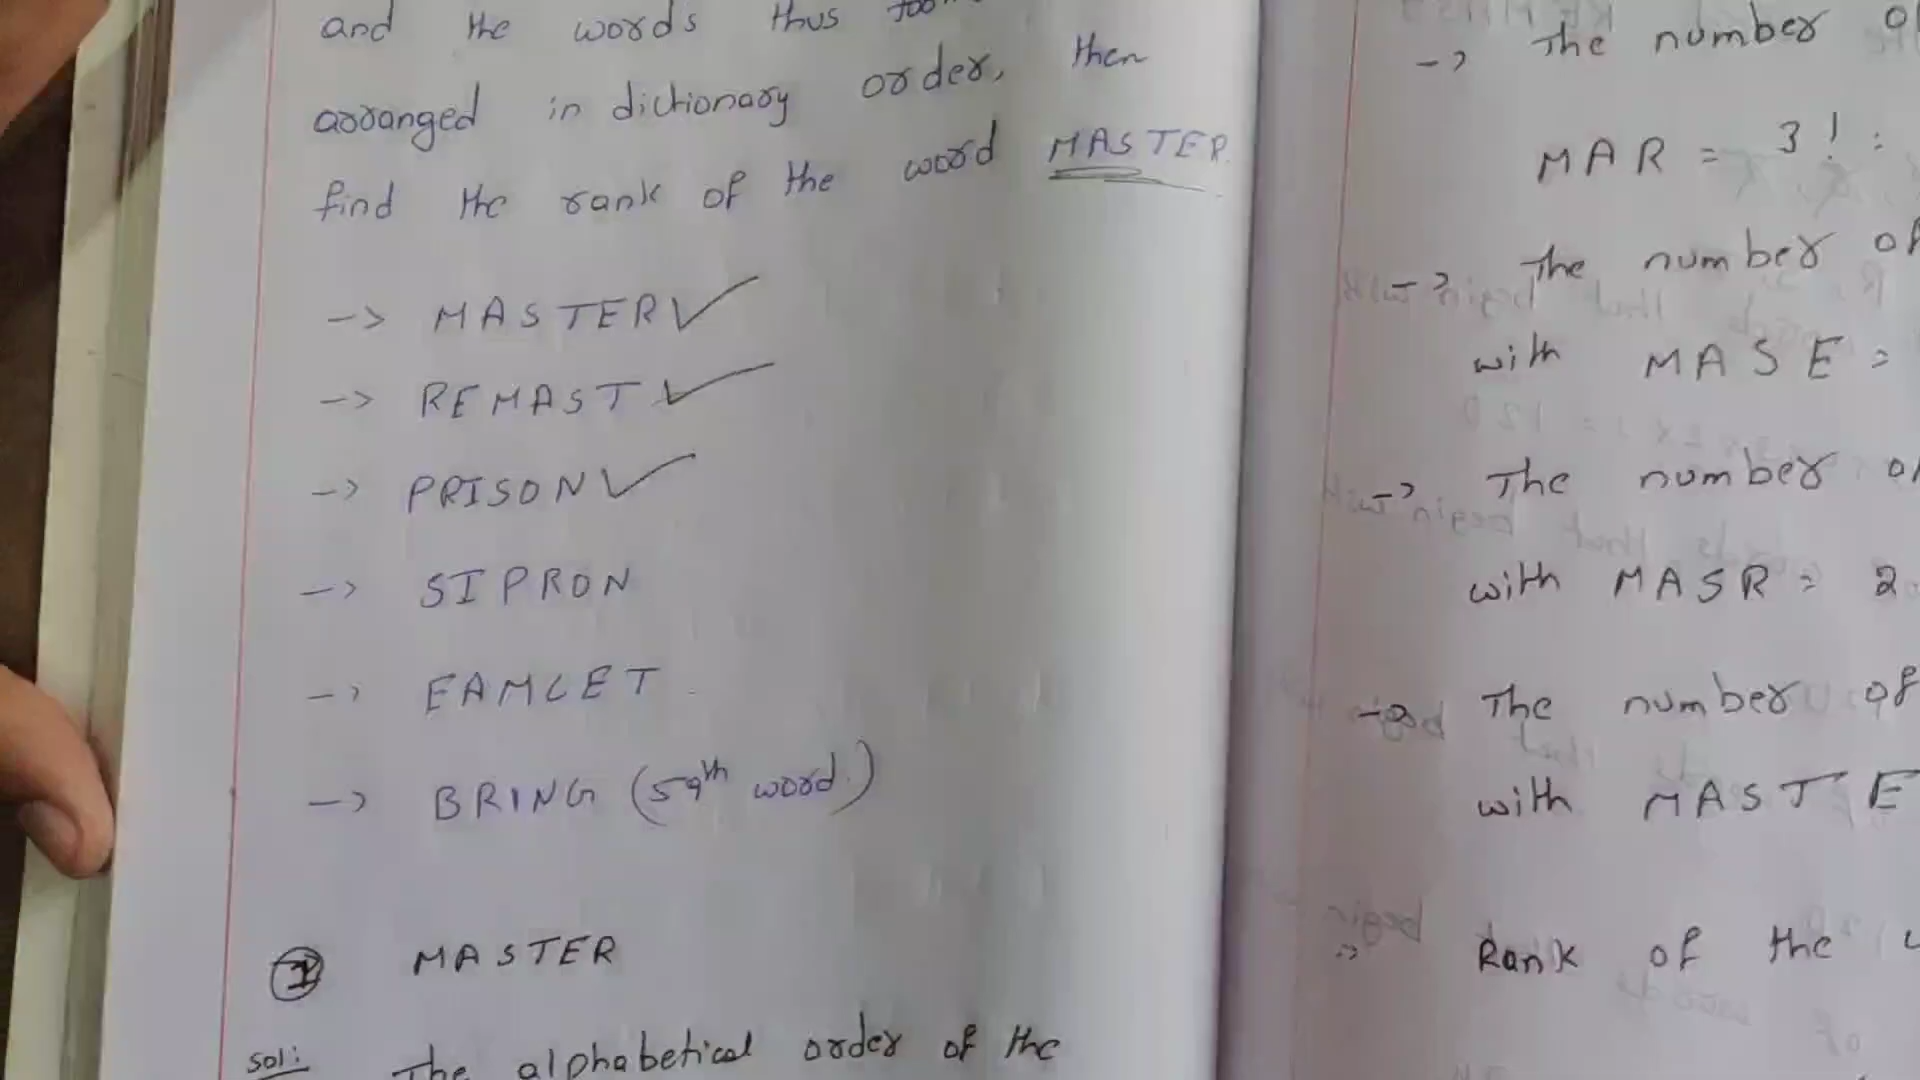 and the words thus
arranged in dictionary order, then
find the rank of the word MASTER.
-> MASTER ✓
-> REMAST ✓
-> PRISON ✓
-> SIPRON
-> EAMCET.
-> BRING (59th word.)
① MASTER
Sol: The alphabetical order of the
-> The number of
MAR = 3! =
-> The number of
with MASE =
-> The number of
with MASR = 2
-> The number of
with MASTE
∴ Rank of the